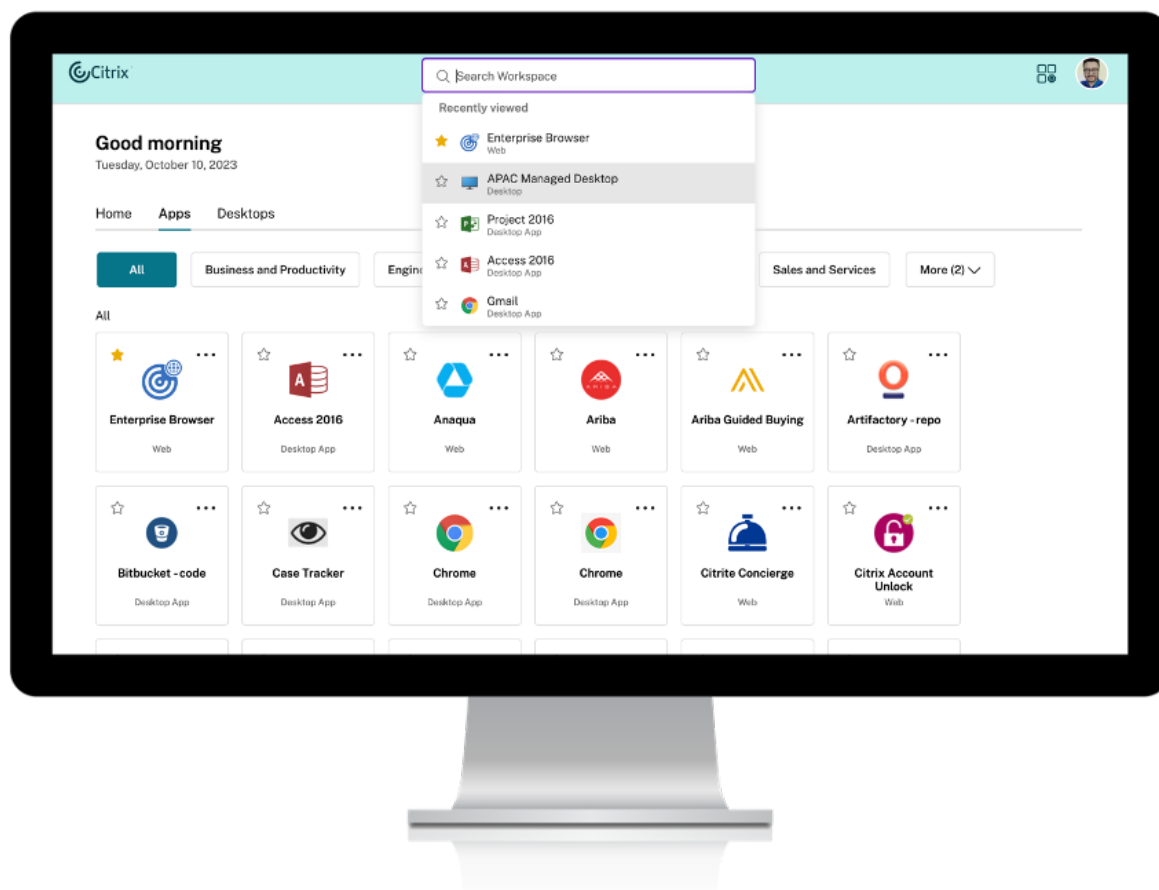 Citrix
Search Workspace
Recently viewed
Enterprise Browser
Web
APAC Managed Desktop
Desktop
Project 2016
Desktop App
Access 2016
Desktop App
Gmail
Desktop App
Good morning
Tuesday, October 10, 2023
Home Apps Desktops
All Business and Productivity Sales and Services More (2)
All
Enterprise Browser Access 2016 Anaqua Ariba Ariba Guided Buying Artifactory - repo
Web Desktop App Web Web Web Desktop App
Bitbucket - code Case Tracker Chrome Chrome Citrite Concierge Citrix Account
Unlock
Desktop App Desktop App Desktop App Desktop App Web Web